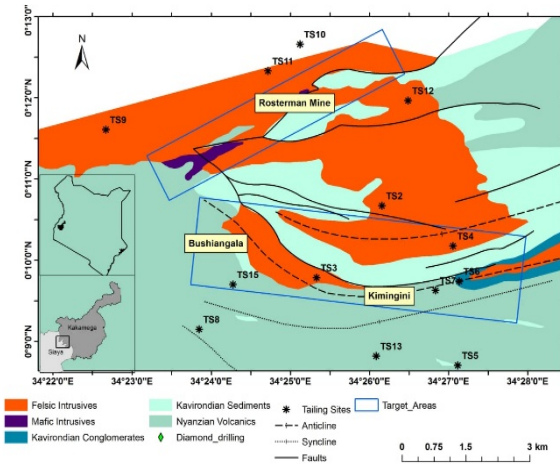 0°13'0"N
0°12'0"N
0°11'0"N
0°10'0"N
0°9'0"N
N
TS10
TS11
Rosterman Mine
TS12
TS9
TS2
Bushiangala
TS4
TS3
TS15
TS6
TS7
Kimingini
TS8
TS13
TS5
Kakamega
Siaya
34°22'0"E 34°23'0"E 34°24'0"E 34°25'0"E 34°26'0"E 34°27'0"E 34°28'0"E
Felsic Intrusives
Mafic Intrusives
Kavirondian Conglomerates
Kavirondian Sediments
Nyanzian Volcanics
Diamond_drilling
Tailing Sites
Anticline
Syncline
Faults
Target_Areas
0 0.75 1.5 3 Km